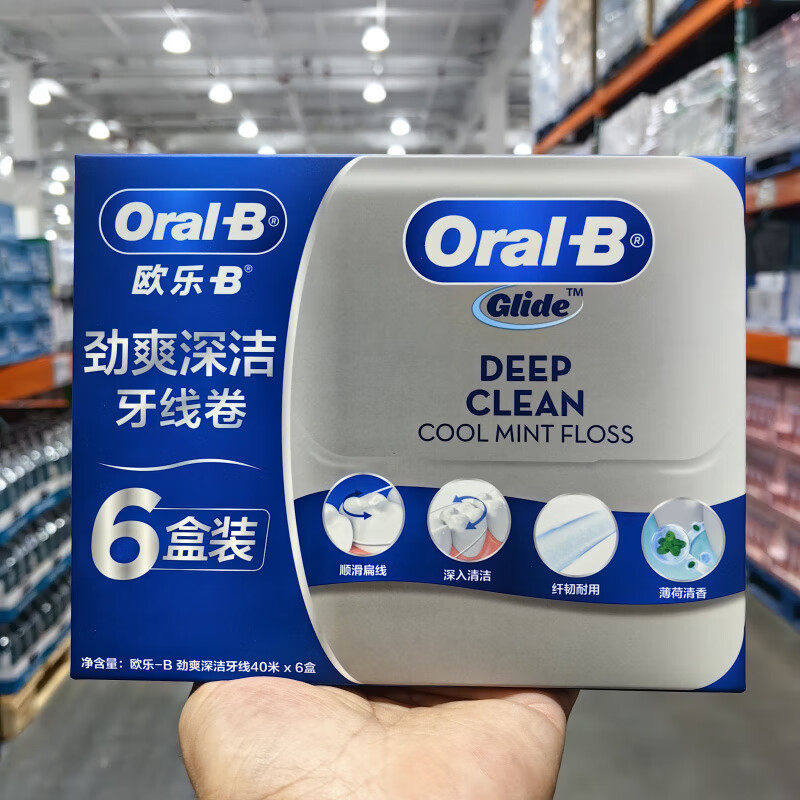 Oral-B®
欧乐-B®
劲爽深洁
牙线卷
6盒装
净含量：欧乐-B 劲爽深洁牙线40米 x 6盒
Oral-B®
Glide™
DEEP
CLEAN
COOL MINT FLOSS
顺滑扁线
深入清洁
纤韧耐用
薄荷清香